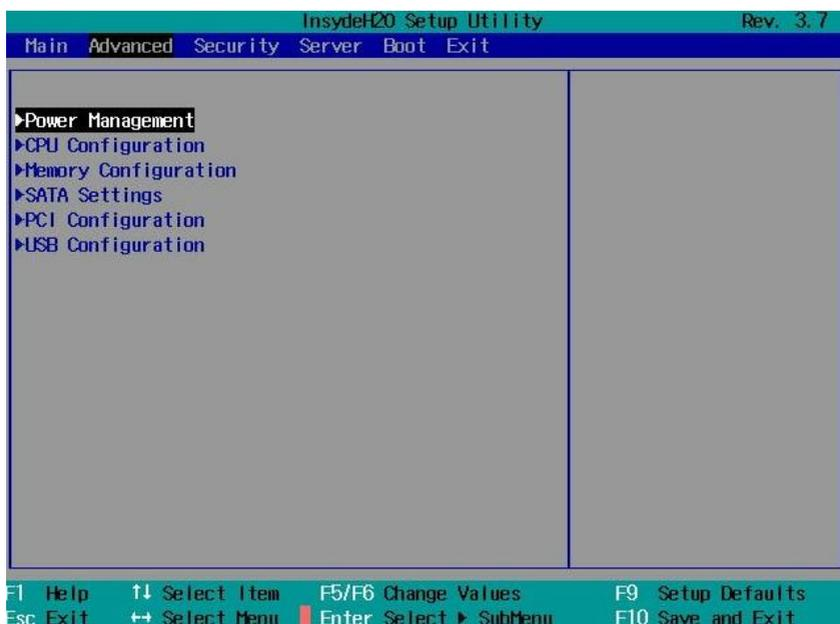 InsydeH20 Setup Utility Rev. 3.7
Main Advanced Security Server Boot Exit
▶Power Management
▶CPU Configuration
▶Memory Configuration
▶SATA Settings
▶PCI Configuration
▶USB Configuration
F1 Help ↑↓ Select Item F5/F6 Change Values F9 Setup Defaults
Esc Exit ↔ Select Menu Enter Select ▶ SubMenu F10 Save and Exit